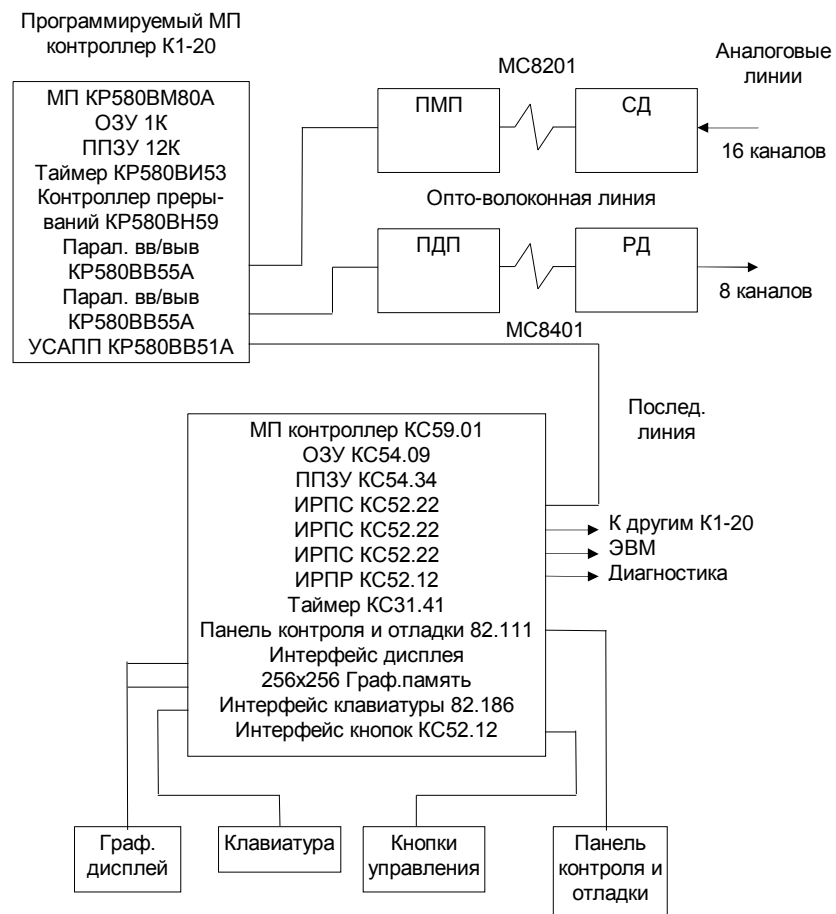 Программируемый МП
контроллер К1-20
МП КР580ВМ80А
ОЗУ 1К
ППЗУ 12К
Таймер КР580ВИ53
Контроллер преры-
ваний КР580ВН59
Парал. вв/выв
КР580ВВ55А
Парал. вв/выв
КР580ВВ55А
УСАПП КР580ВВ51А
МС8201
Аналоговые
линии
ПМП
СД
16 каналов
Опто-волоконная линия
ПДП
РД
8 каналов
МС8401
Послед.
линия
МП контроллер КС59.01
ОЗУ КС54.09
ППЗУ КС54.34
ИРПС КС52.22
ИРПС КС52.22
ИРПС КС52.22
ИРПР КС52.12
Таймер КС31.41
Панель контроля и отладки 82.111
Интерфейс дисплея
256х256 Граф.память
Интерфейс клавиатуры 82.186
Интерфейс кнопок КС52.12
К другим К1-20
ЭВМ
Диагностика
Граф.
дисплей
Клавиатура
Кнопки
управления
Панель
контроля и
отладки